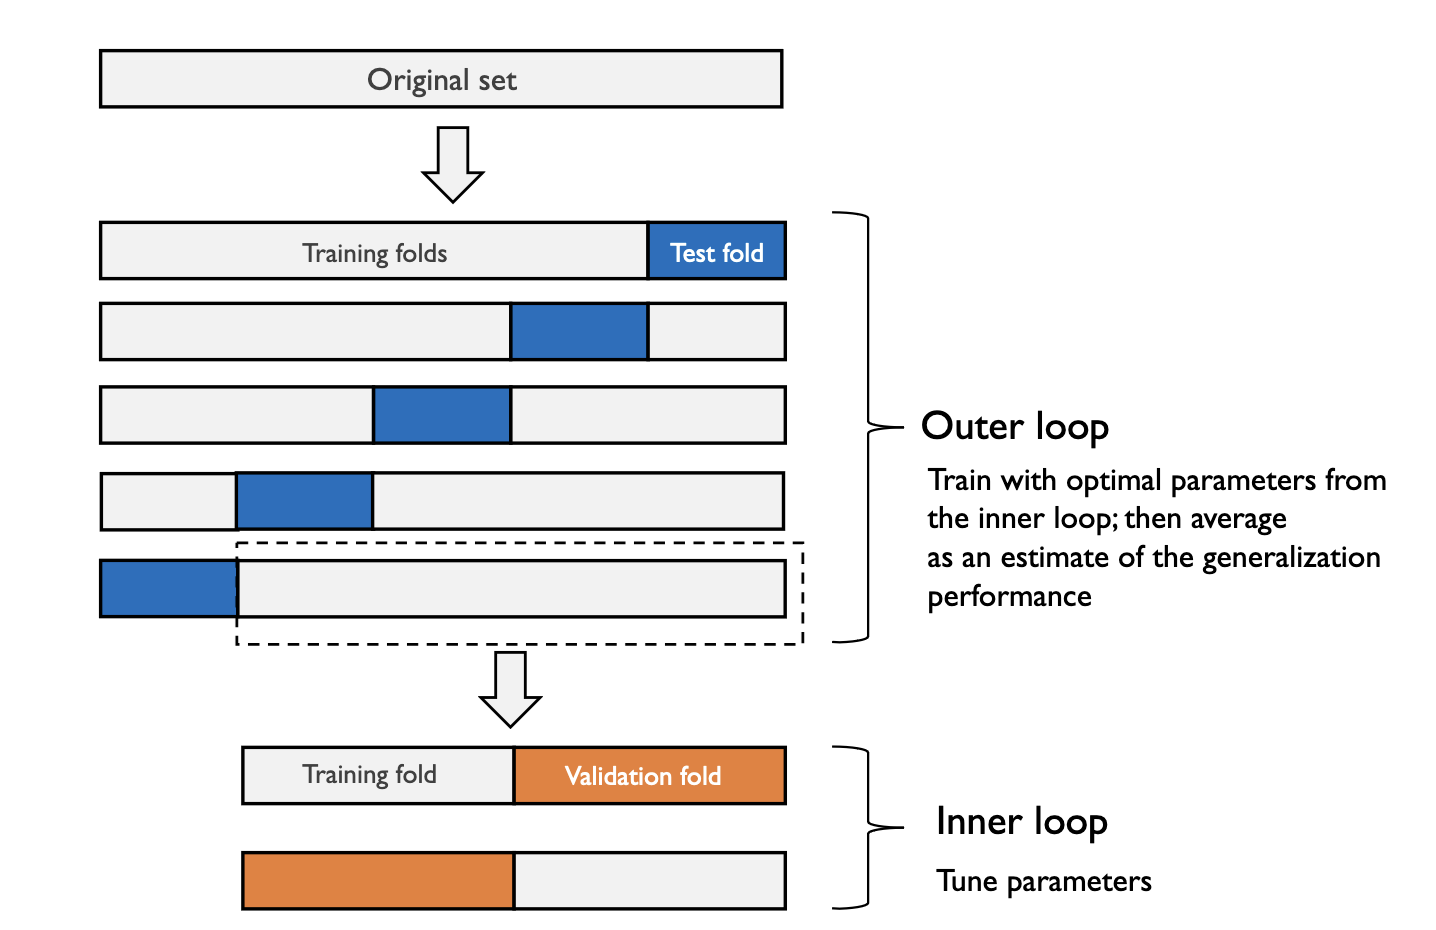 Original set
Training folds
Test fold
Outer loop
Train with optimal parameters from
the inner loop; then average
as an estimate of the generalization
performance
Training fold
Validation fold
Inner loop
Tune parameters